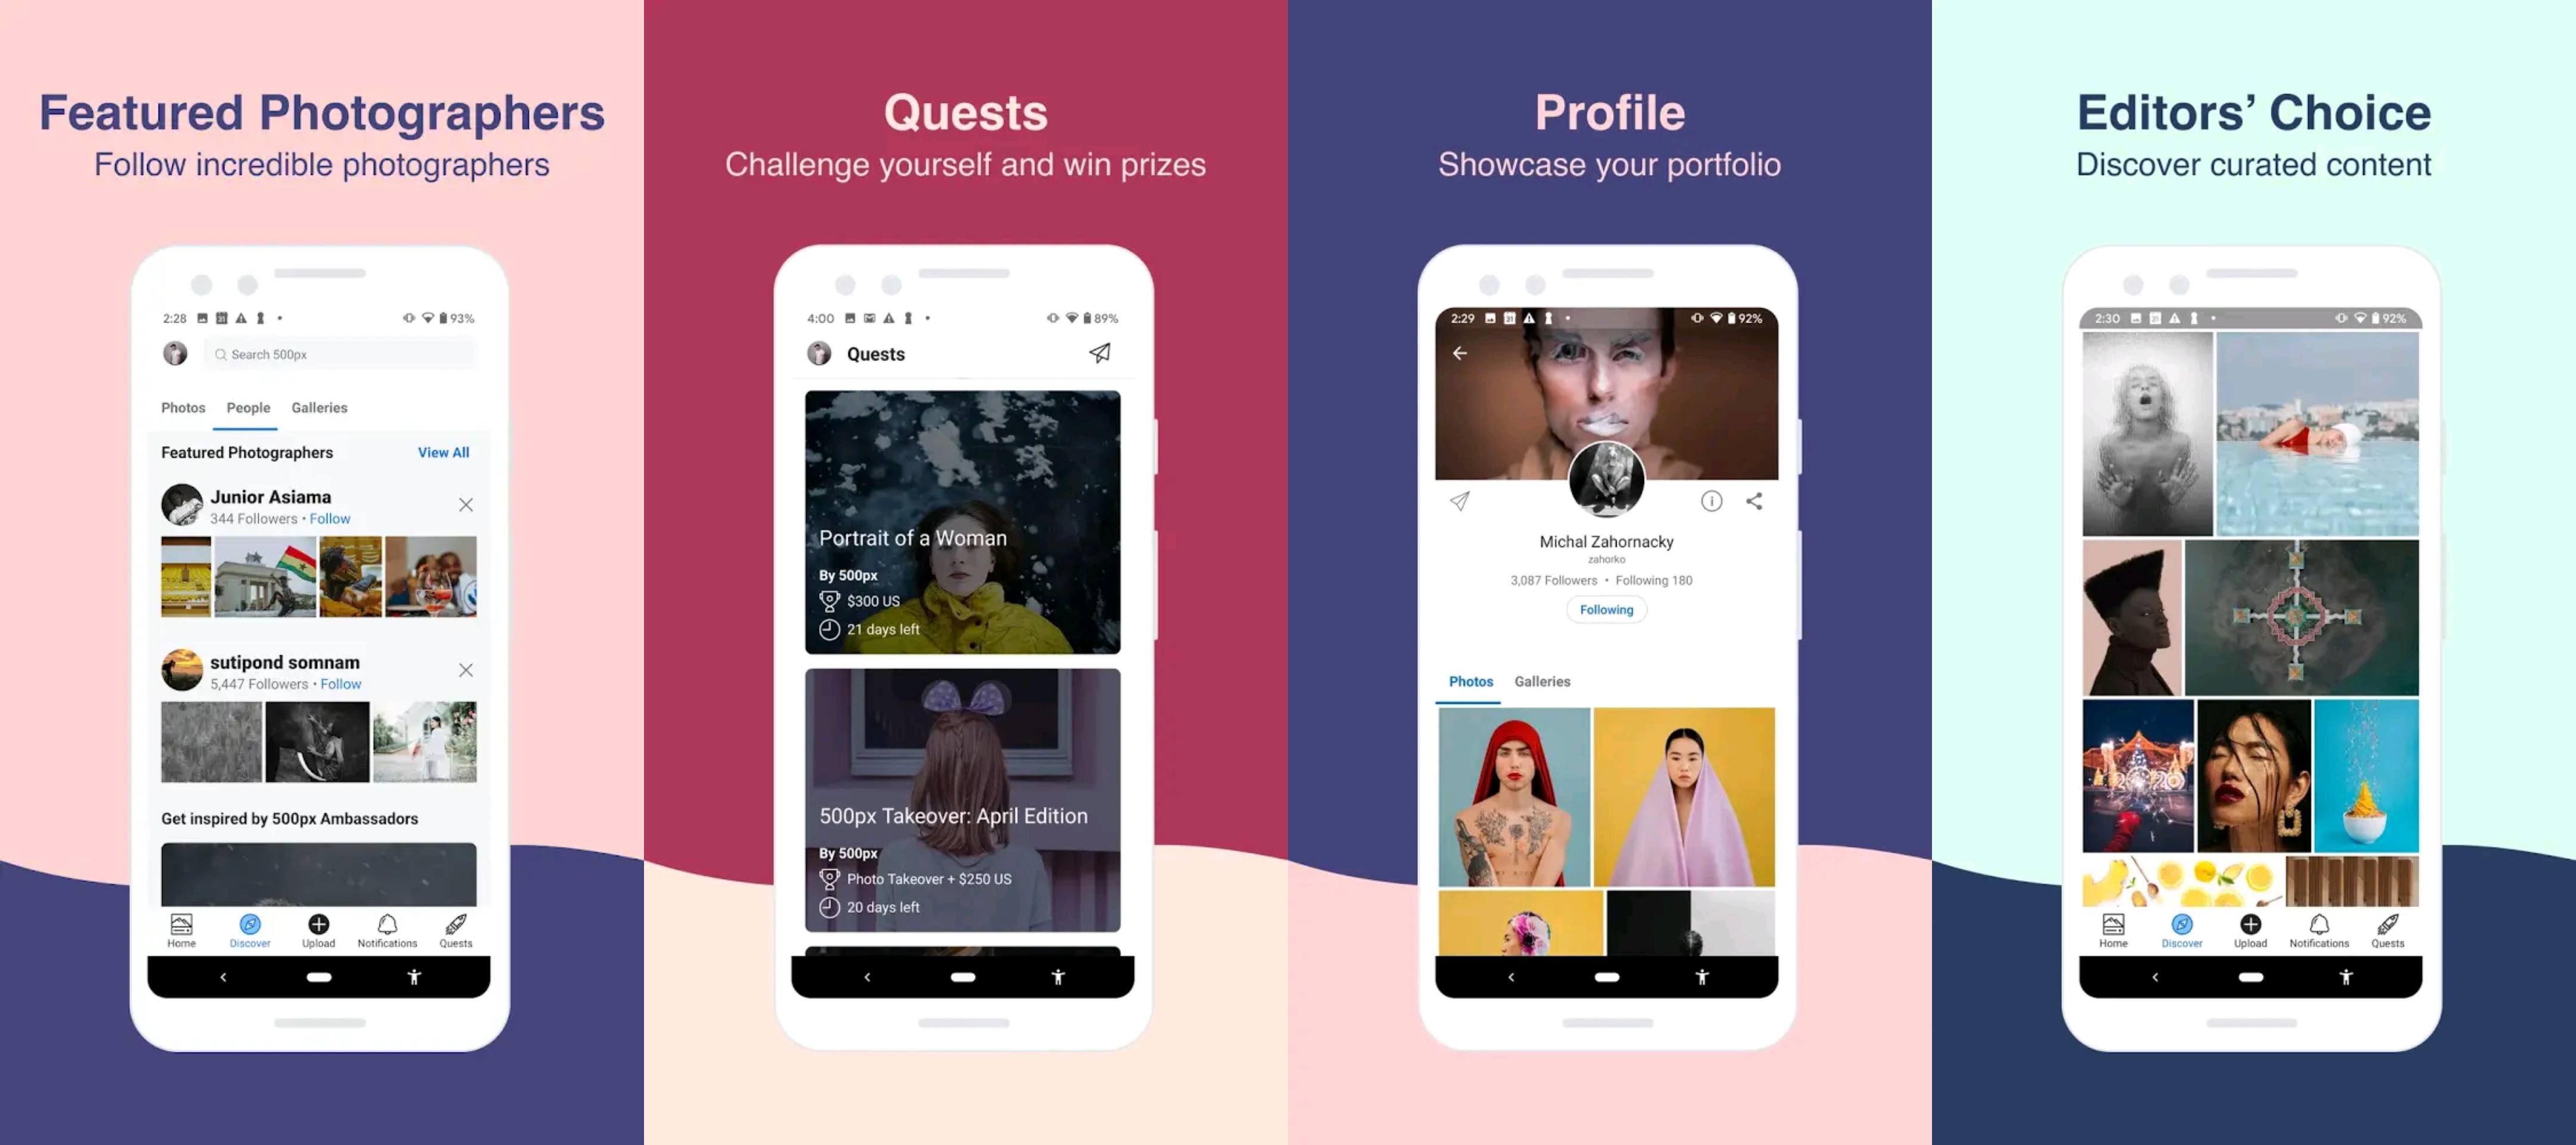 Featured Photographers
Follow incredible photographers
2:28
93%
Search 500px
Photos People Galleries
Featured Photographers View All
Junior Asiama
344 Followers • Follow
sutipond somnam
5,447 Followers • Follow
Get inspired by 500px Ambassadors
Home Discover Upload Notifications Quests
Quests
Challenge yourself and win prizes
4:00
89%
Quests
Portrait of a Woman
By 500px
$300 US
21 days left
500px Takeover: April Edition
By 500px
Photo Takeover + $250 US
20 days left
Profile
Showcase your portfolio
2:29
92%
Michal Zahornacky
zahorko
3,087 Followers • Following 180
Following
Photos Galleries
Editors’ Choice
Discover curated content
2:30
92%
2020
Home Discover Upload Notifications Quests